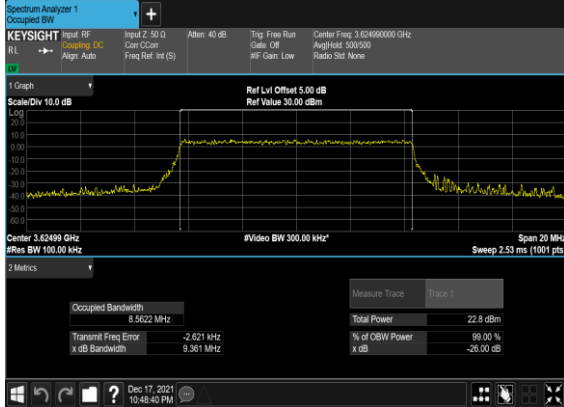 Spectrum Analyzer 1
Occupied BW
+
KEYSIGHT
RL
Input: RF
Coupling: DC
Align: Auto
Input Z: 50 Ω
Corr CCorr
Freq Ref: Int (S)
Atten: 40 dB
Trig: Free Run
Gate: Off
#IF Gain: Low
Center Freq: 3.624990000 GHz
Avg|Hold: 500/500
Radio Std: None
1 Graph
Scale/Div 10.0 dB
Ref Lvl Offset 5.00 dB
Ref Value 30.00 dBm
Log
20.0
10.0
0.00
-10.0
-20.0
-30.0
-40.0
-50.0
-60.0
Center 3.62499 GHz
#Res BW 100.00 kHz
#Video BW 300.00 kHz*
Span 20 MHz
Sweep 2.53 ms (1001 pts
2 Metrics
Measure Trace
Trace 1
Occupied Bandwidth
8.5622 MHz
Total Power
22.8 dBm
Transmit Freq Error
-2.621 kHz
% of OBW Power
99.00 %
x dB Bandwidth
9.361 MHz
x dB
-26.00 dB
?
Dec 17, 2021
10:48:40 PM